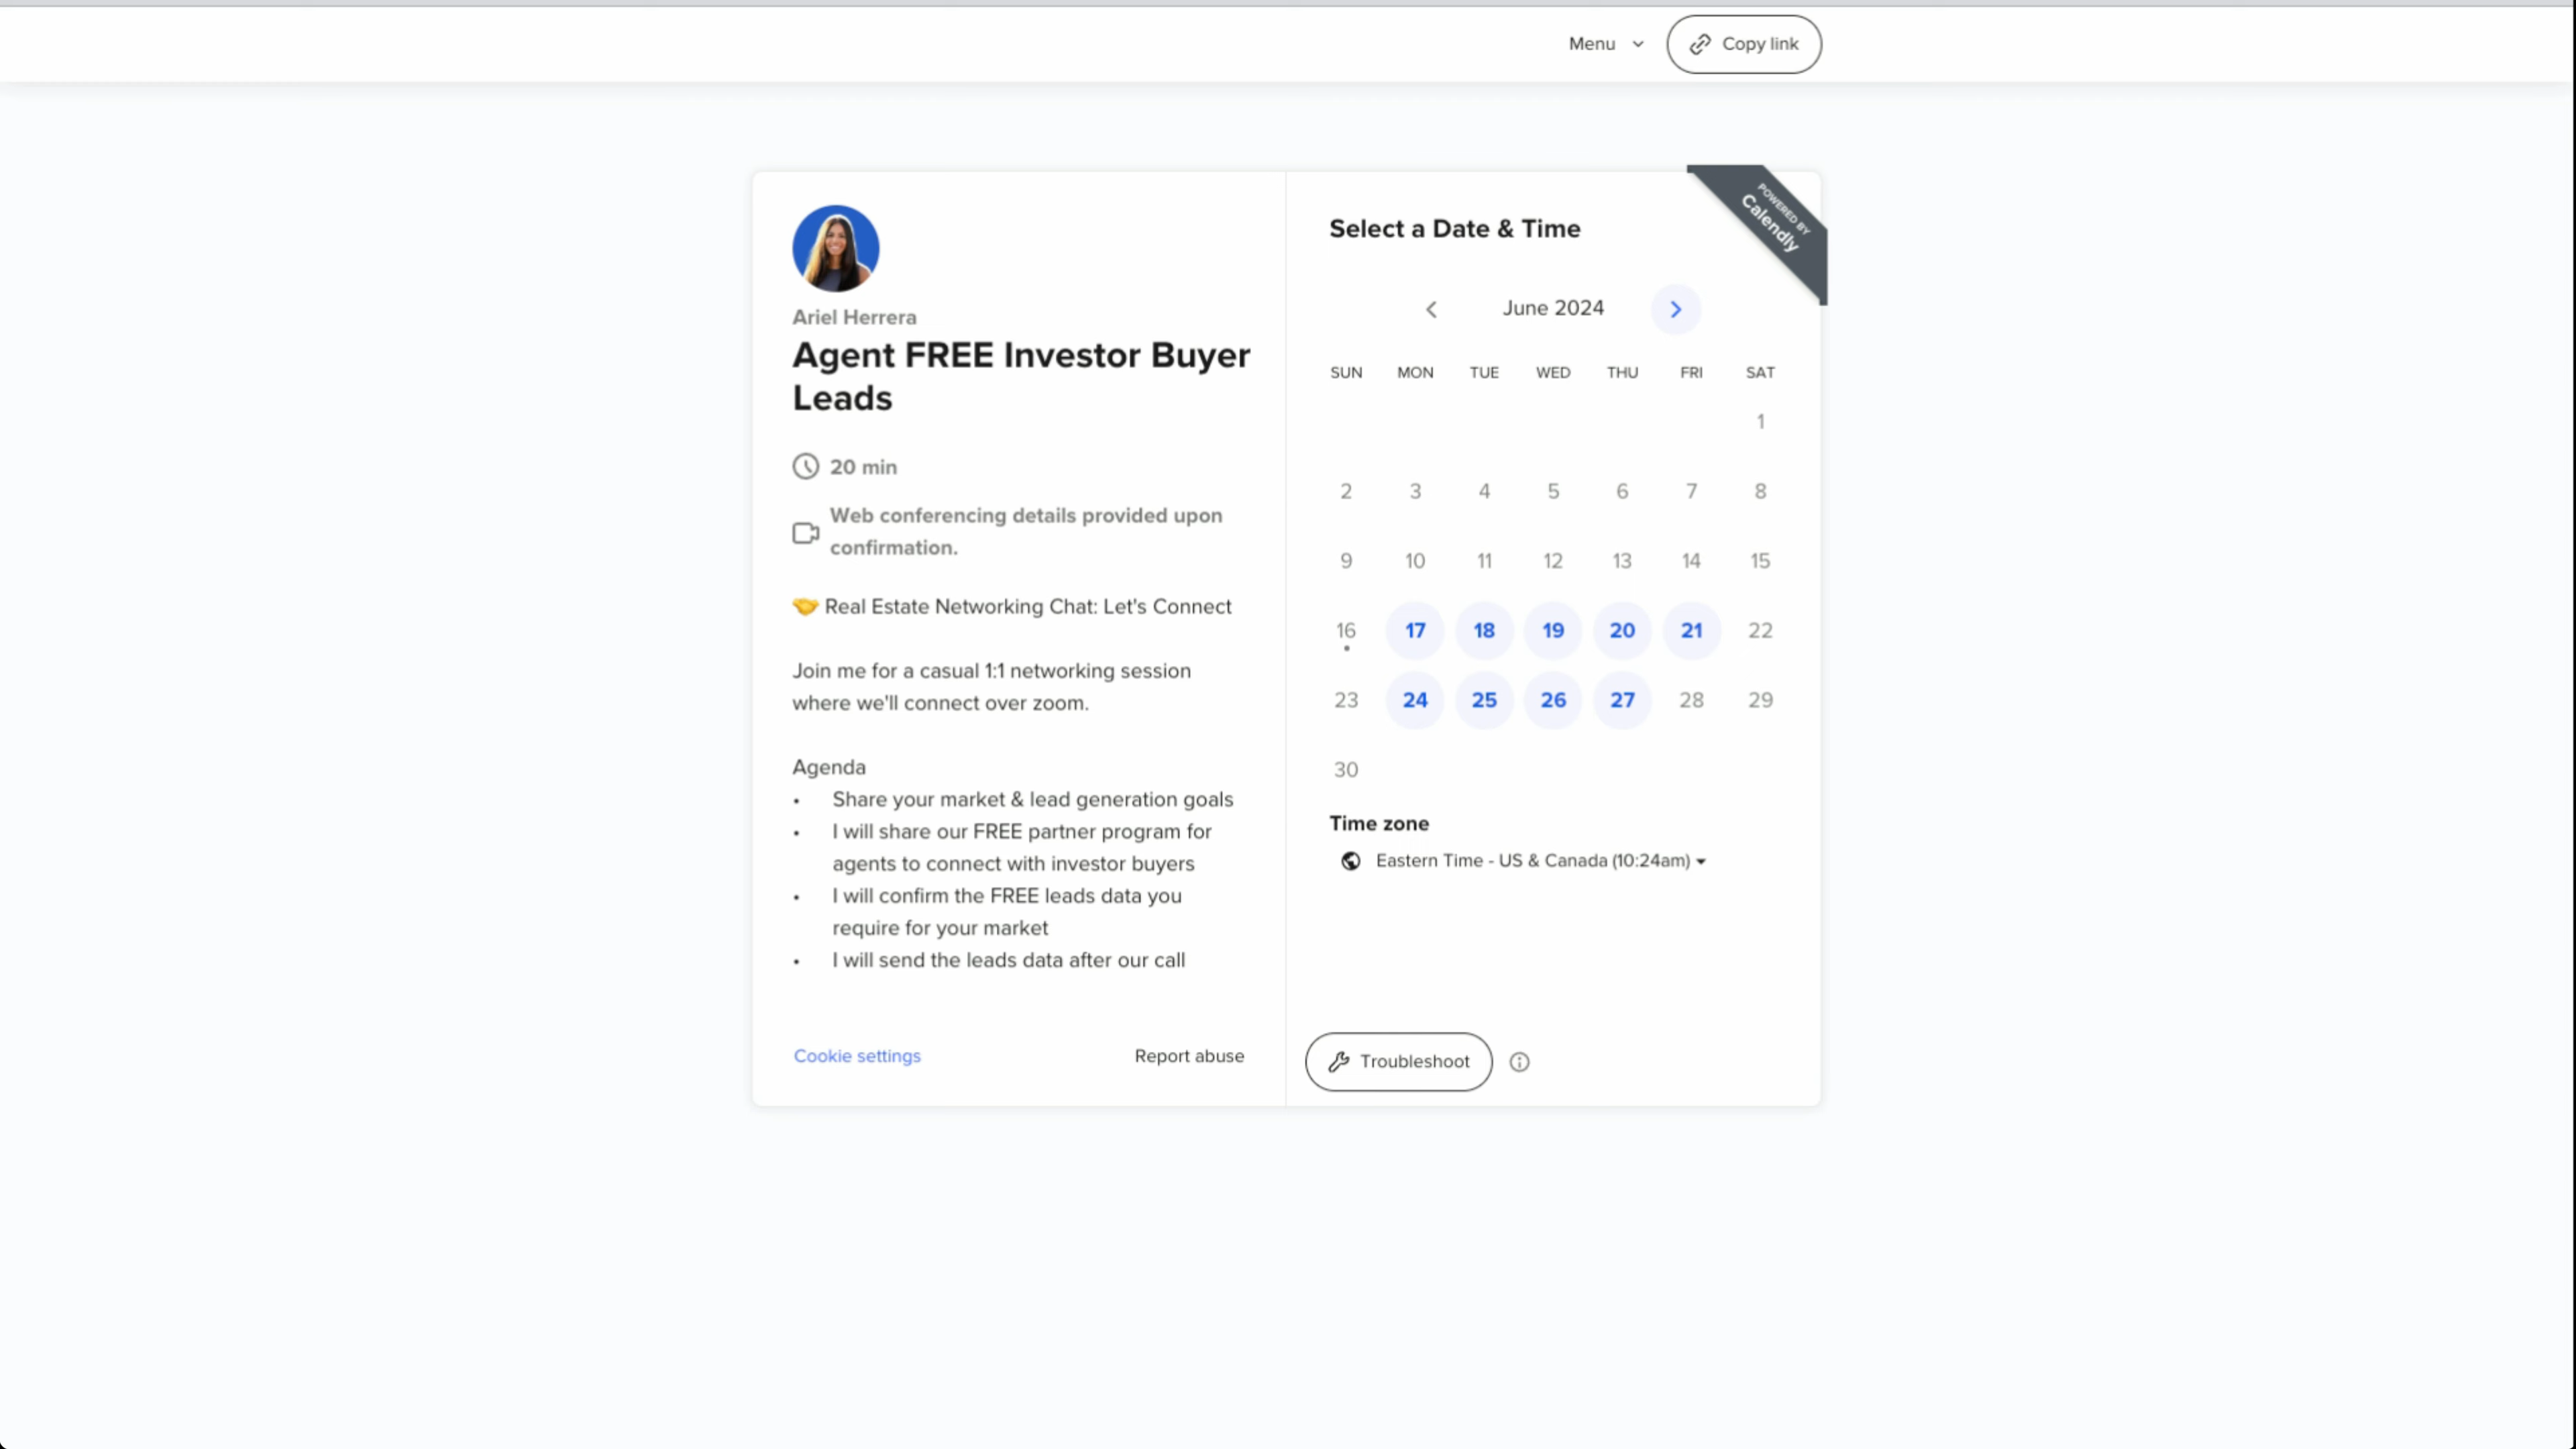 Menu
Copy link
POWERED BY
Calendly
Ariel Herrera
Agent FREE Investor Buyer
Leads
20 min
Web conferencing details provided upon
confirmation.
🤝 Real Estate Networking Chat: Let's Connect
Join me for a casual 1:1 networking session
where we'll connect over zoom.
Agenda
• Share your market & lead generation goals
• I will share our FREE partner program for
agents to connect with investor buyers
• I will confirm the FREE leads data you
require for your market
• I will send the leads data after our call
Cookie settings
Report abuse
Select a Date & Time
June 2024
SUN MON TUE WED THU FRI SAT
1
2 3 4 5 6 7 8
9 10 11 12 13 14 15
16 17 18 19 20 21 22
23 24 25 26 27 28 29
30
Time zone
Eastern Time - US & Canada (10:24am)
Troubleshoot